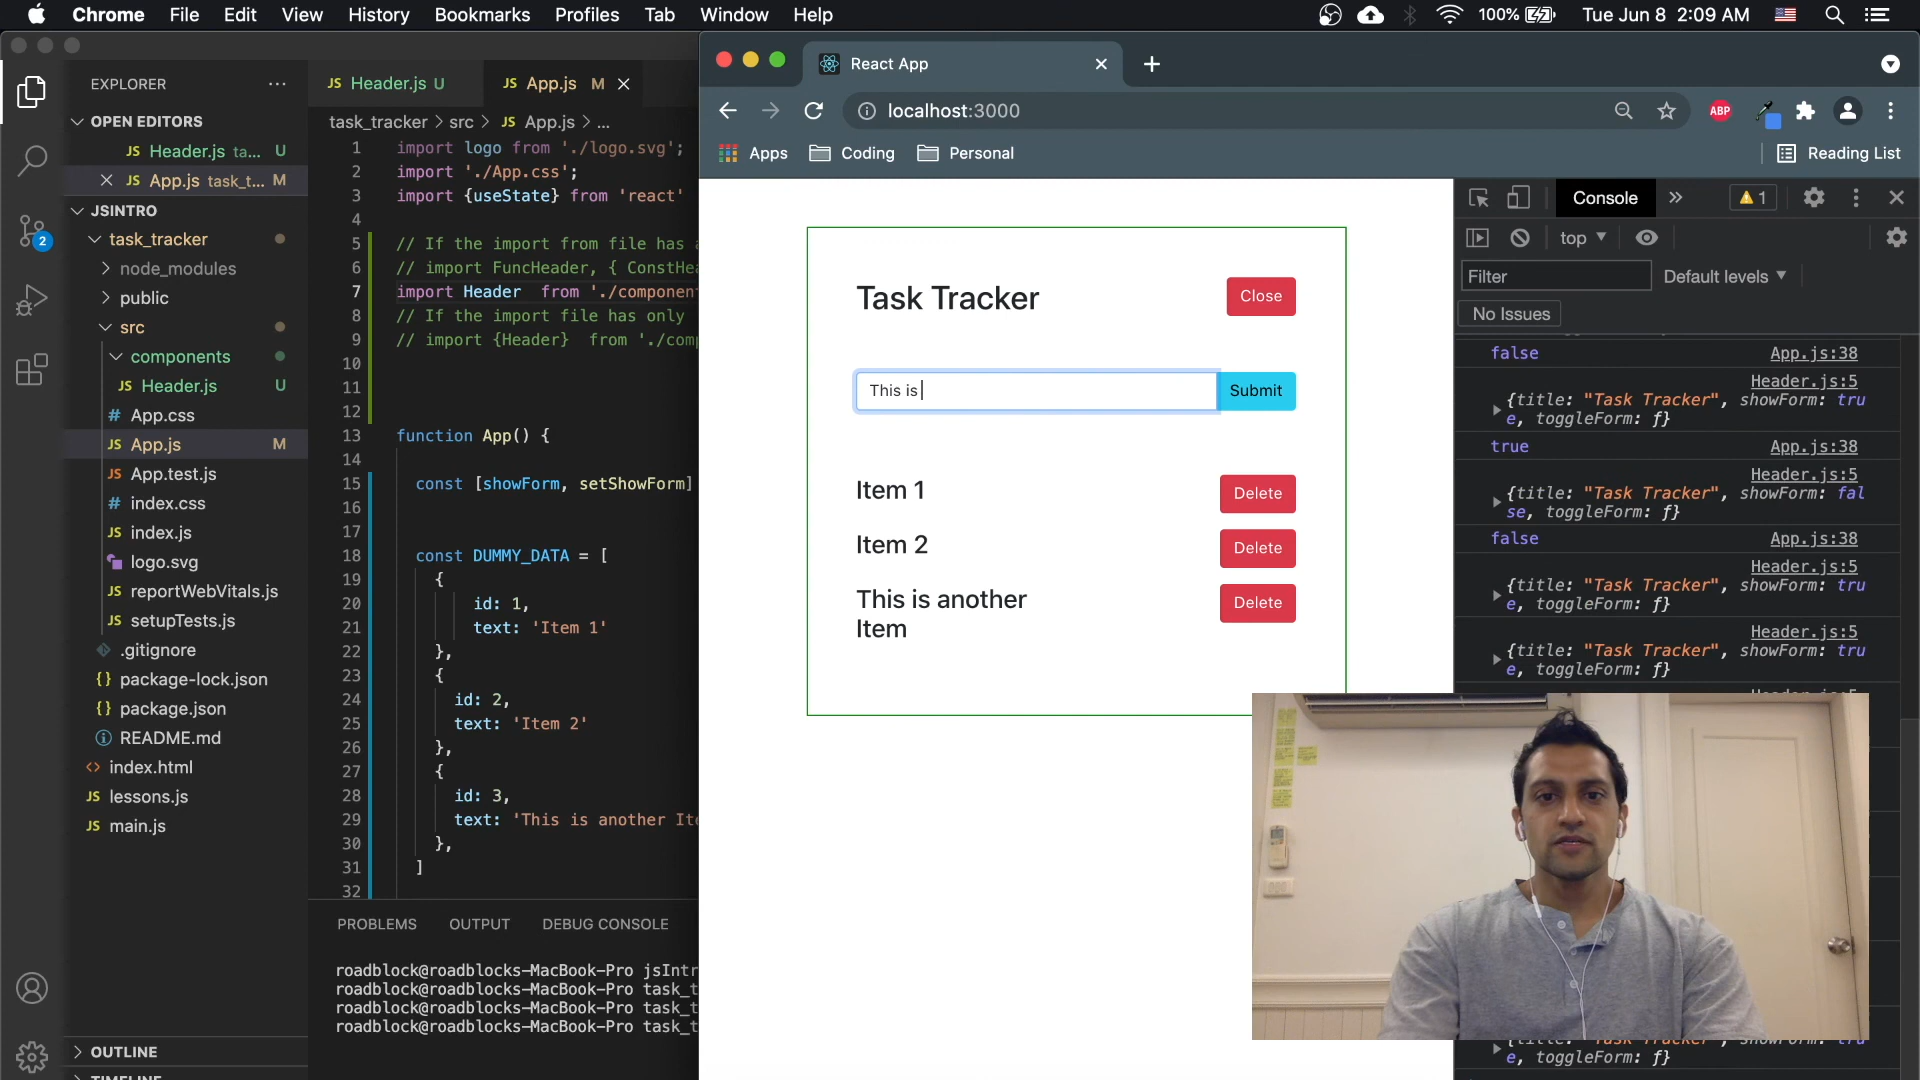 Chrome File Edit View History Bookmarks Profiles Tab Window Help 100% Tue Jun 8 2:09 AM
EXPLORER
OPEN EDITORS
JS Header.js ta... U
JS App.js task_t... M
JSINTRO
task_tracker
node_modules
public
src
components
JS Header.js U
# App.css
JS App.js M
JS App.test.js
# index.css
JS index.js
logo.svg
JS reportWebVitals.js
JS setupTests.js
.gitignore
{} package-lock.json
{} package.json
README.md
<> index.html
JS lessons.js
JS main.js
OUTLINE
TIMELINE
2
JS Header.js U JS App.js M
task_tracker > src > JS App.js > ...
1 import logo from './logo.svg';
2 import './App.css';
3 import {useState} from 'react'
4
5 // If the import from file has
6 // import FuncHeader, { ConstHea
7 import Header from './componen
8 // If the import file has only
9 // import {Header} from './com
10
11
12
13 function App() {
14
15 const [showForm, setShowForm]
16
17
18 const DUMMY_DATA = [
19 {
20 id: 1,
21 text: 'Item 1'
22 },
23 {
24 id: 2,
25 text: 'Item 2'
26 },
27 {
28 id: 3,
29 text: 'This is another Ite
30 },
31 ]
32
PROBLEMS OUTPUT DEBUG CONSOLE
roadblock@roadblocks-MacBook-Pro jsIntr
roadblock@roadblocks-MacBook-Pro task_t
roadblock@roadblocks-MacBook-Pro task_t
roadblock@roadblocks-MacBook-Pro task_t
React App
localhost:3000
ABP
Apps Coding Personal Reading List
Task Tracker Close
This is Submit
Item 1 Delete
Item 2 Delete
This is another Delete
Item
Console 1
top
Filter Default levels
No Issues
false App.js:38
Header.js:5
{title: "Task Tracker", showForm: tru
e, toggleForm: ƒ}
true App.js:38
Header.js:5
{title: "Task Tracker", showForm: fal
se, toggleForm: ƒ}
false App.js:38
Header.js:5
{title: "Task Tracker", showForm: tru
e, toggleForm: ƒ}
Header.js:5
{title: "Task Tracker", showForm: tru
e, toggleForm: ƒ}
e, toggleForm: ƒ}